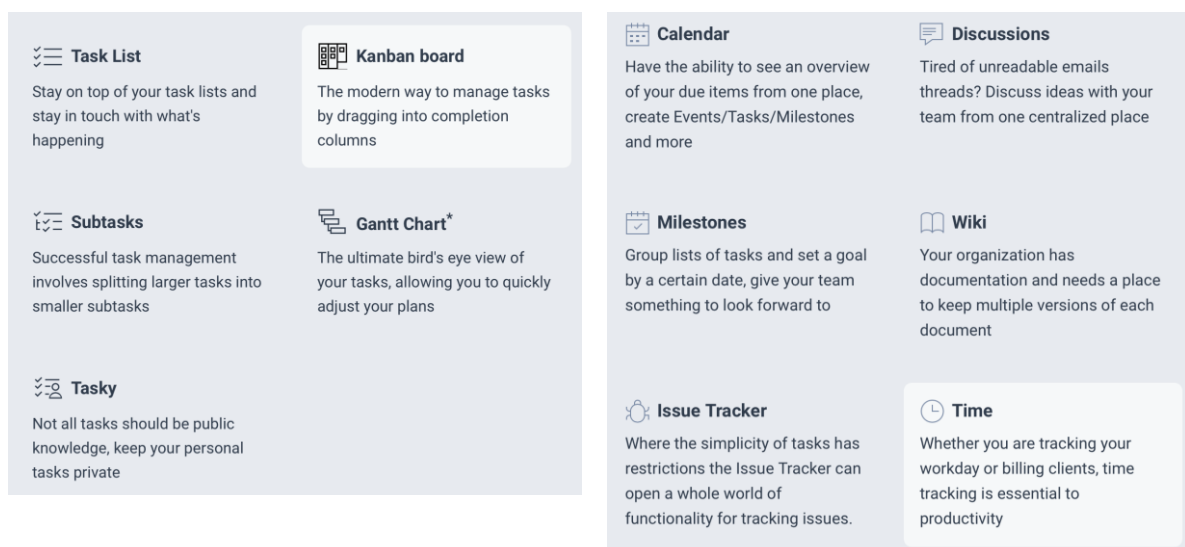 Task List
Stay on top of your task lists and
stay in touch with what's
happening
Kanban board
The modern way to manage tasks
by dragging into completion
columns
Subtasks
Successful task management
involves splitting larger tasks into
smaller subtasks
Gantt Chart*
The ultimate bird's eye view of
your tasks, allowing you to quickly
adjust your plans
Tasky
Not all tasks should be public
knowledge, keep your personal
tasks private
Calendar
Have the ability to see an overview
of your due items from one place,
create Events/Tasks/Milestones
and more
Discussions
Tired of unreadable emails
threads? Discuss ideas with your
team from one centralized place
Milestones
Group lists of tasks and set a goal
by a certain date, give your team
something to look forward to
Wiki
Your organization has
documentation and needs a place
to keep multiple versions of each
document
Issue Tracker
Where the simplicity of tasks has
restrictions the Issue Tracker can
open a whole world of
functionality for tracking issues.
Time
Whether you are tracking your
workday or billing clients, time
tracking is essential to
productivity